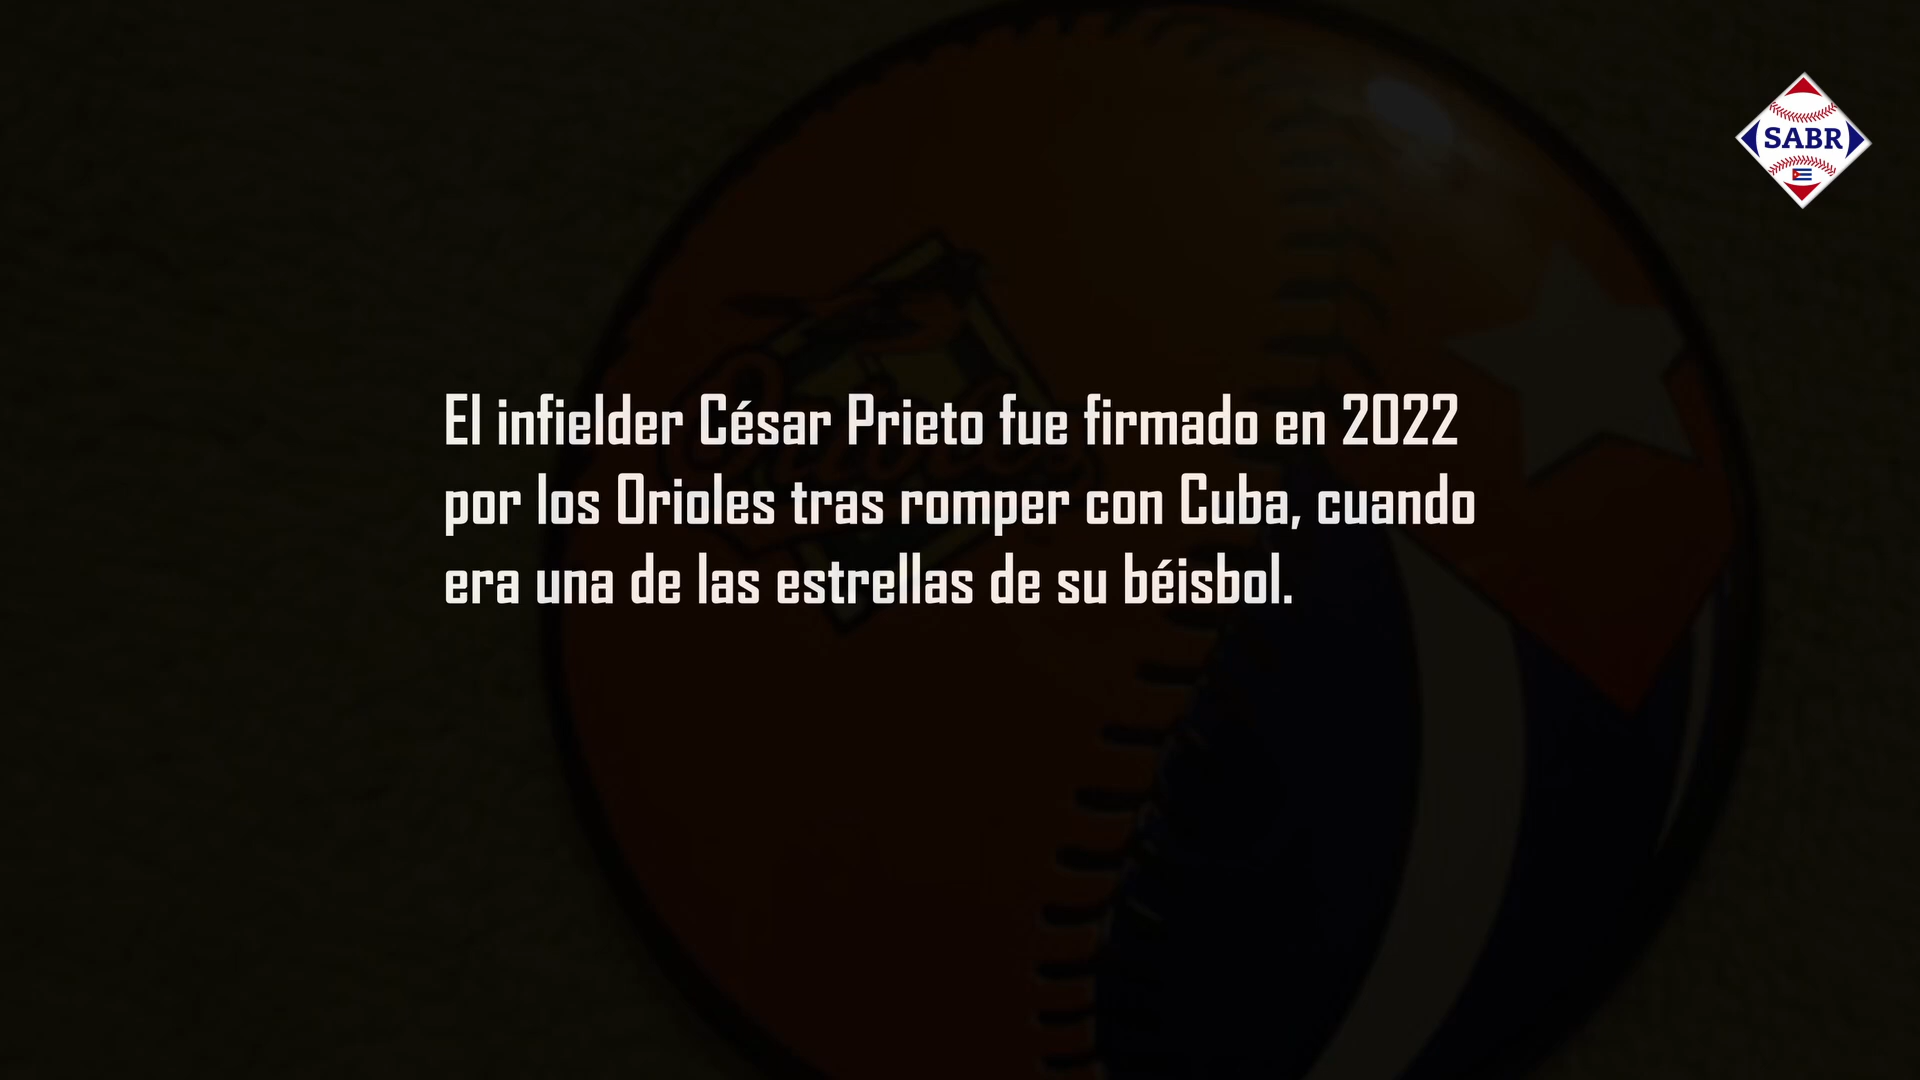 SABR
El infielder César Prieto fue firmado en 2022
por los Orioles tras romper con Cuba, cuando
era una de las estrellas de su béisbol.
Orioles